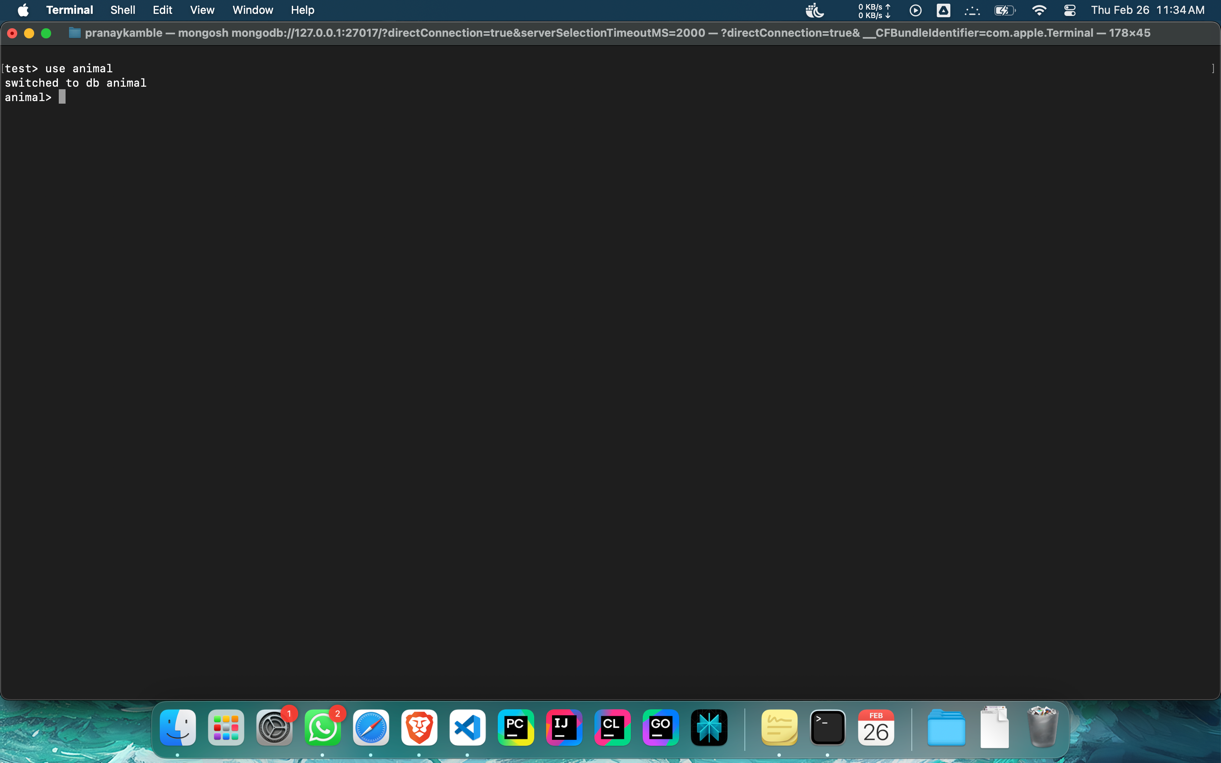 Terminal Shell Edit View Window Help 0 KB/s↑ 0 KB/s↓ Thu Feb 26 11:34 AM
pranaykamble — mongosh mongodb://127.0.0.1:27017/?directConnection=true&serverSelectionTimeoutMS=2000 — ?directConnection=true& __CFBundleIdentifier=com.apple.Terminal — 178×45
[test> use animal ]
switched to db animal
animal>
1 2 PC IJ CL GO >_ FEB 26